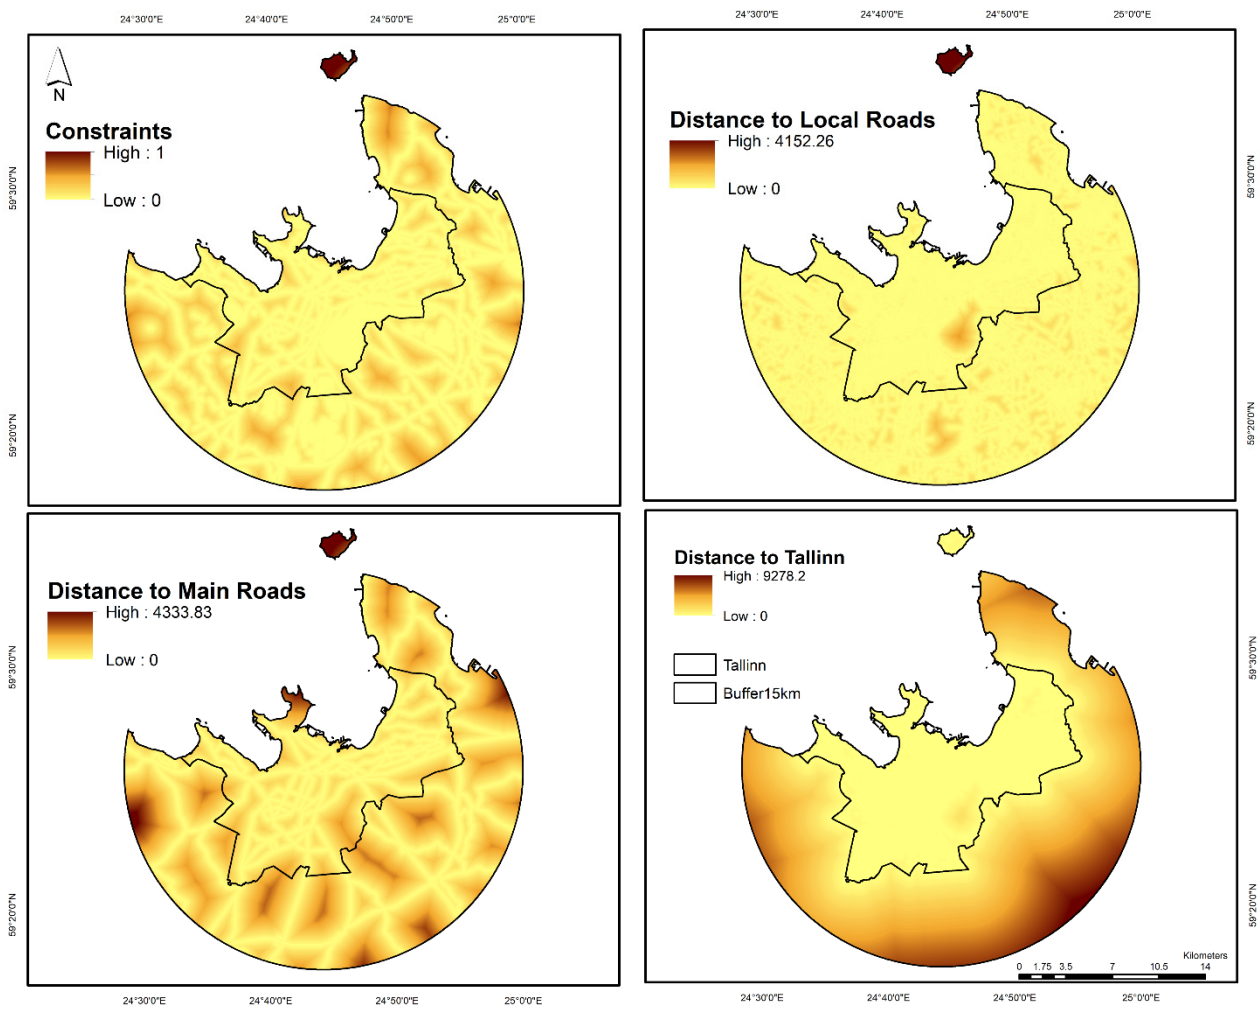 24°30'0"E 24°40'0"E 24°50'0"E 25°0'0"E
24°30'0"E 24°40'0"E 24°50'0"E 25°0'0"E
N
Constraints
High : 1
Low : 0
59°30'0"N
59°20'0"N
Distance to Local Roads
High : 4152.26
Low : 0
59°30'0"N
59°20'0"N
Distance to Main Roads
High : 4333.83
Low : 0
59°30'0"N
59°20'0"N
Distance to Tallinn
High : 9278.2
Low : 0
Tallinn
Buffer15km
59°30'0"N
59°20'0"N
Kilometers
0 1.75 3.5 7 10.5 14
24°30'0"E 24°40'0"E 24°50'0"E 25°0'0"E
24°30'0"E 24°40'0"E 24°50'0"E 25°0'0"E